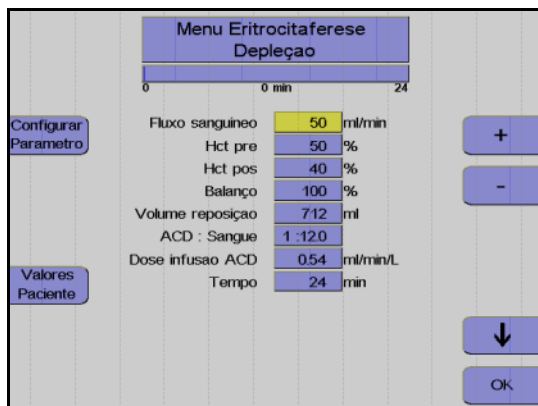 Menu Eritrocitaferese
Depleçao
0 0 min 24
Configurar
Parametro
Fluxo sanguineo 50 ml/min
Hct pre 50 %
Hct pos 40 %
Balanço 100 %
Volume reposiçao 712 ml
ACD : Sangue 1 :12.0
Dose infusao ACD 0.54 ml/min/L
Tempo 24 min
Valores
Paciente
+
-
↓
OK